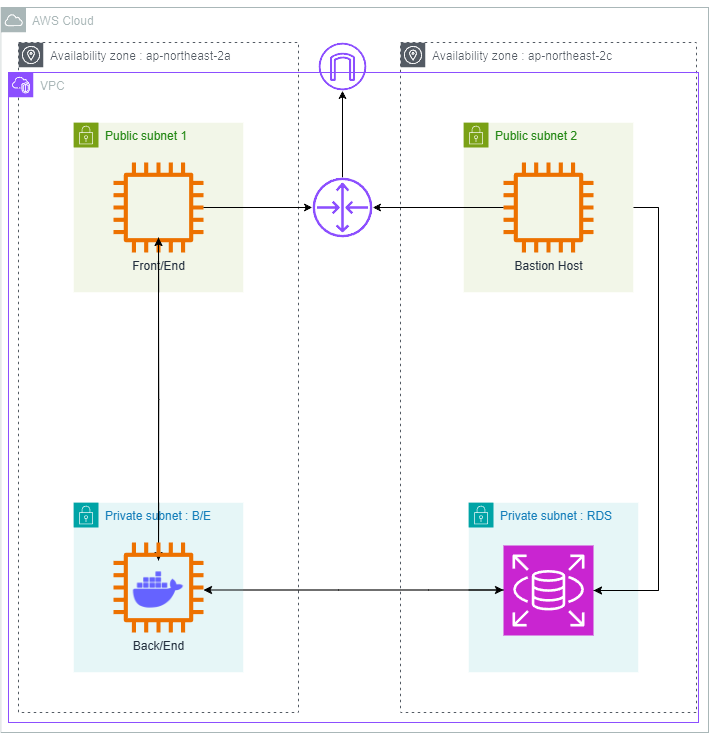 AWS Cloud
Availability zone : ap-northeast-2a
Availability zone : ap-northeast-2c
VPC
Public subnet 1
Public subnet 2
Front/End
Bastion Host
Private subnet : B/E
Private subnet : RDS
Back/End